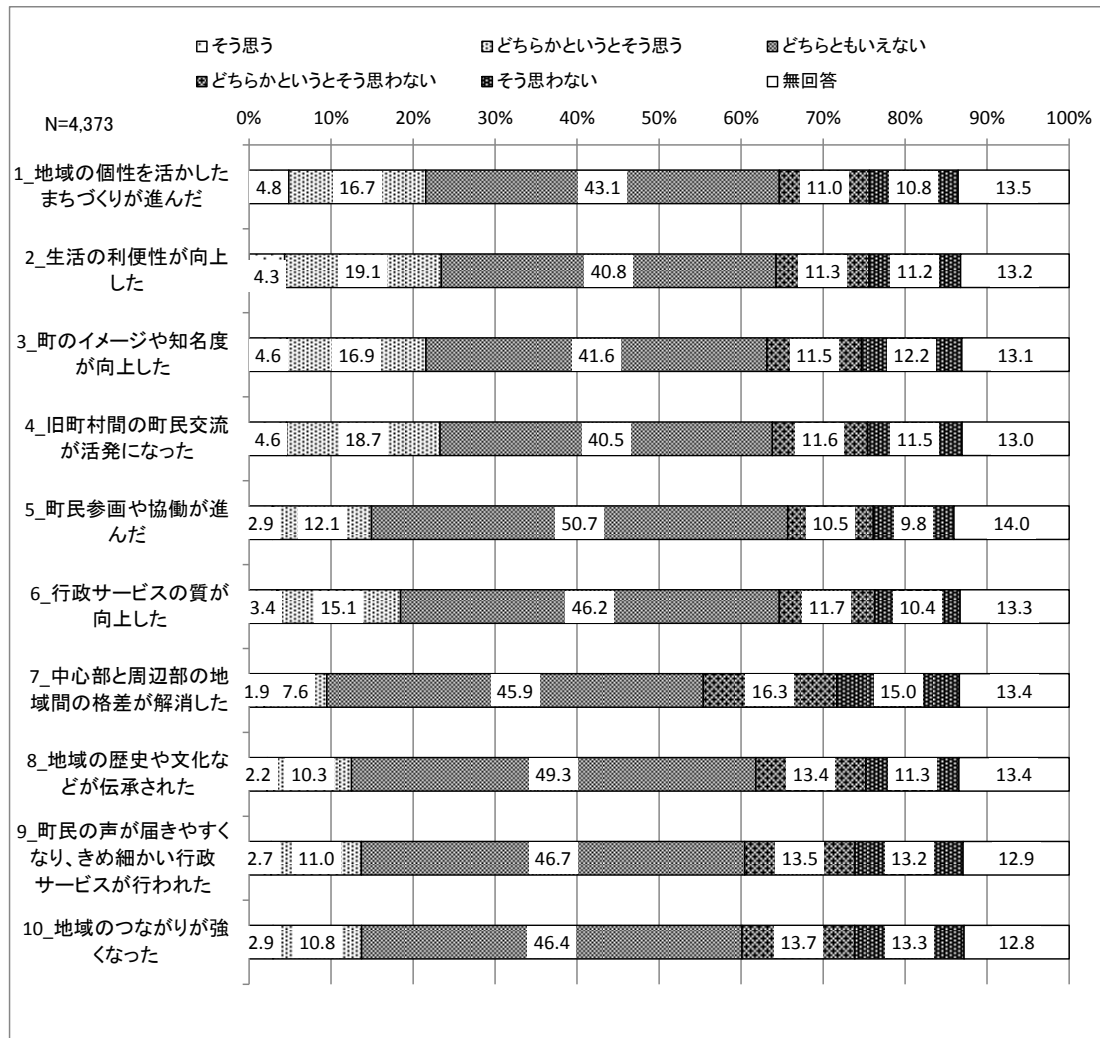 □そう思う
どちらかというとそう思う
どちらともいえない
どちらかというとそう思わない
そう思わない
□無回答
N=4,373
0% 10% 20% 30% 40% 50% 60% 70% 80% 90% 100%
1_地域の個性を活かした
まちづくりが進んだ
4.8 16.7 43.1 11.0 10.8 13.5
2_生活の利便性が向上
した
4.3 19.1 40.8 11.3 11.2 13.2
3_町のイメージや知名度
が向上した
4.6 16.9 41.6 11.5 12.2 13.1
4_旧町村間の町民交流
が活発になった
4.6 18.7 40.5 11.6 11.5 13.0
5_町民参画や協働が進
んだ
2.9 12.1 50.7 10.5 9.8 14.0
6_行政サービスの質が
向上した
3.4 15.1 46.2 11.7 10.4 13.3
7_中心部と周辺部の地
域間の格差が解消した
1.9 7.6 45.9 16.3 15.0 13.4
8_地域の歴史や文化な
どが伝承された
2.2 10.3 49.3 13.4 11.3 13.4
9_町民の声が届きやすく
なり、きめ細かい行政
サービスが行われた
2.7 11.0 46.7 13.5 13.2 12.9
10_地域のつながりが強
くなった
2.9 10.8 46.4 13.7 13.3 12.8